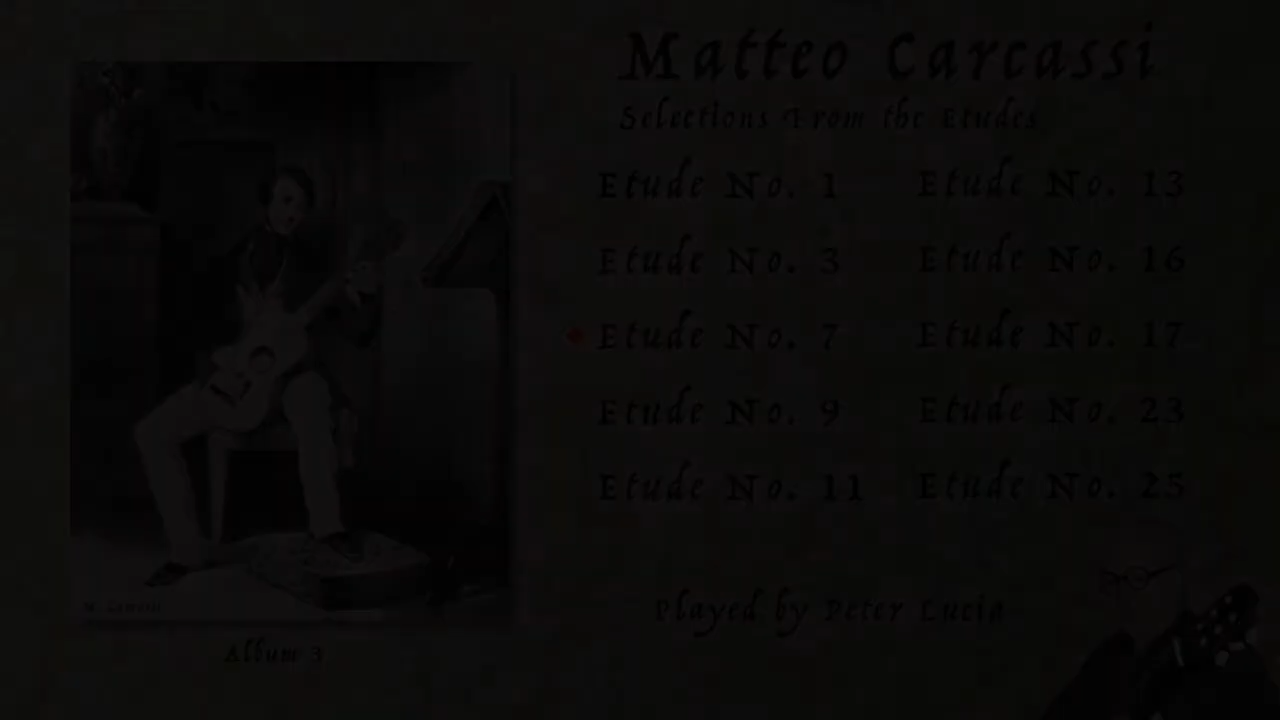 Matteo Carcassi
Selections From the Etudes
Etude No. 1
Etude No. 3
Etude No. 7
Etude No. 9
Etude No. 11
Etude No. 13
Etude No. 16
Etude No. 17
Etude No. 23
Etude No. 25
Played by Peter Lucia
Album 3